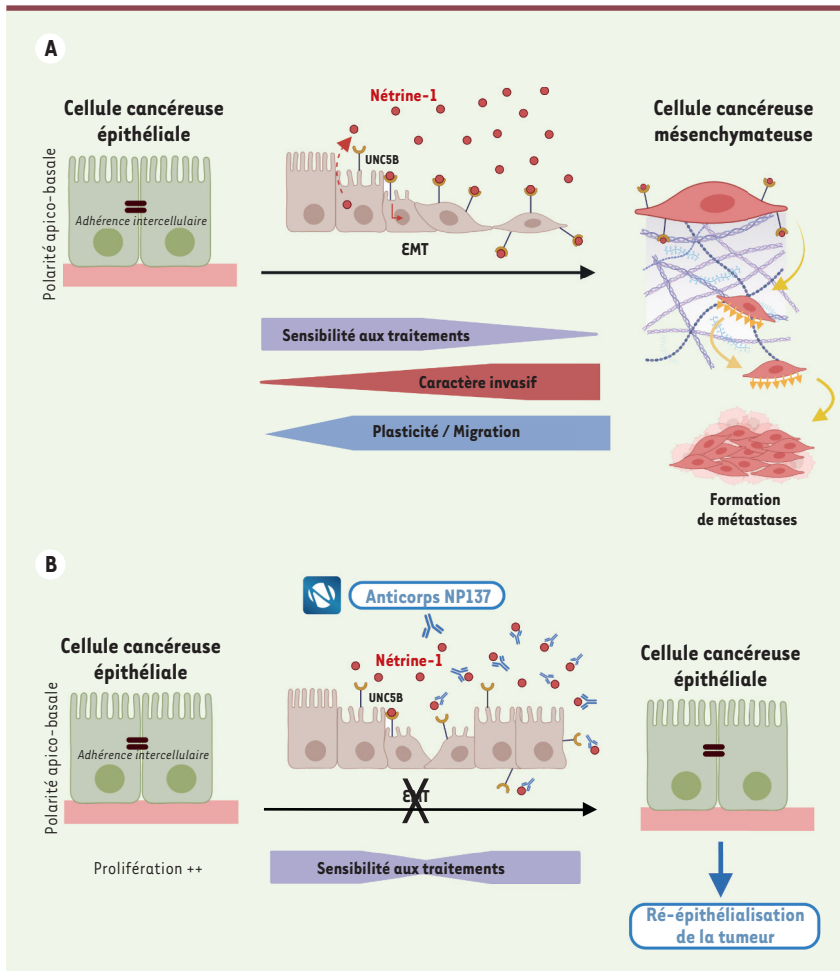 A
Cellule cancéreuse
épithéliale
Polarité apico-basale
Adhérence intercellulaire
Nétrine-1
UNC5B
EMT
Cellule cancéreuse
mésenchymateuse
Sensibilité aux traitements
Caractère invasif
Plasticité / Migration
Formation
de métastases
B
Cellule cancéreuse
épithéliale
Polarité apico-basale
Adhérence intercellulaire
Prolifération ++
Anticorps NP137
Nétrine-1
UNC5B
EMT
Sensibilité aux traitements
Cellule cancéreuse
épithéliale
Ré-épithélialisation
de la tumeur